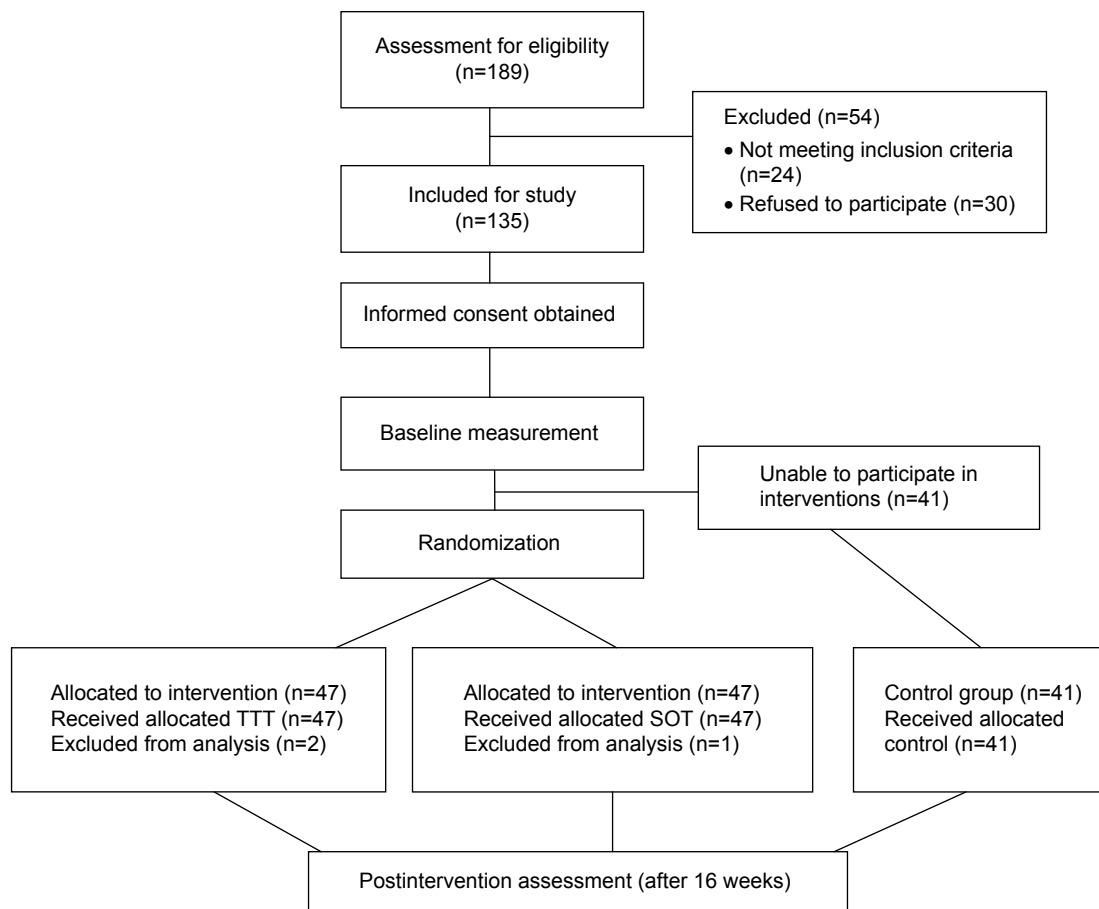 Assessment for eligibility
(n=189)
Excluded (n=54)
• Not meeting inclusion criteria
(n=24)
• Refused to participate (n=30)
Included for study
(n=135)
Informed consent obtained
Baseline measurement
Unable to participate in
interventions (n=41)
Randomization
Allocated to intervention (n=47)
Received allocated TTT (n=47)
Excluded from analysis (n=2)
Allocated to intervention (n=47)
Received allocated SOT (n=47)
Excluded from analysis (n=1)
Control group (n=41)
Received allocated
control (n=41)
Postintervention assessment (after 16 weeks)